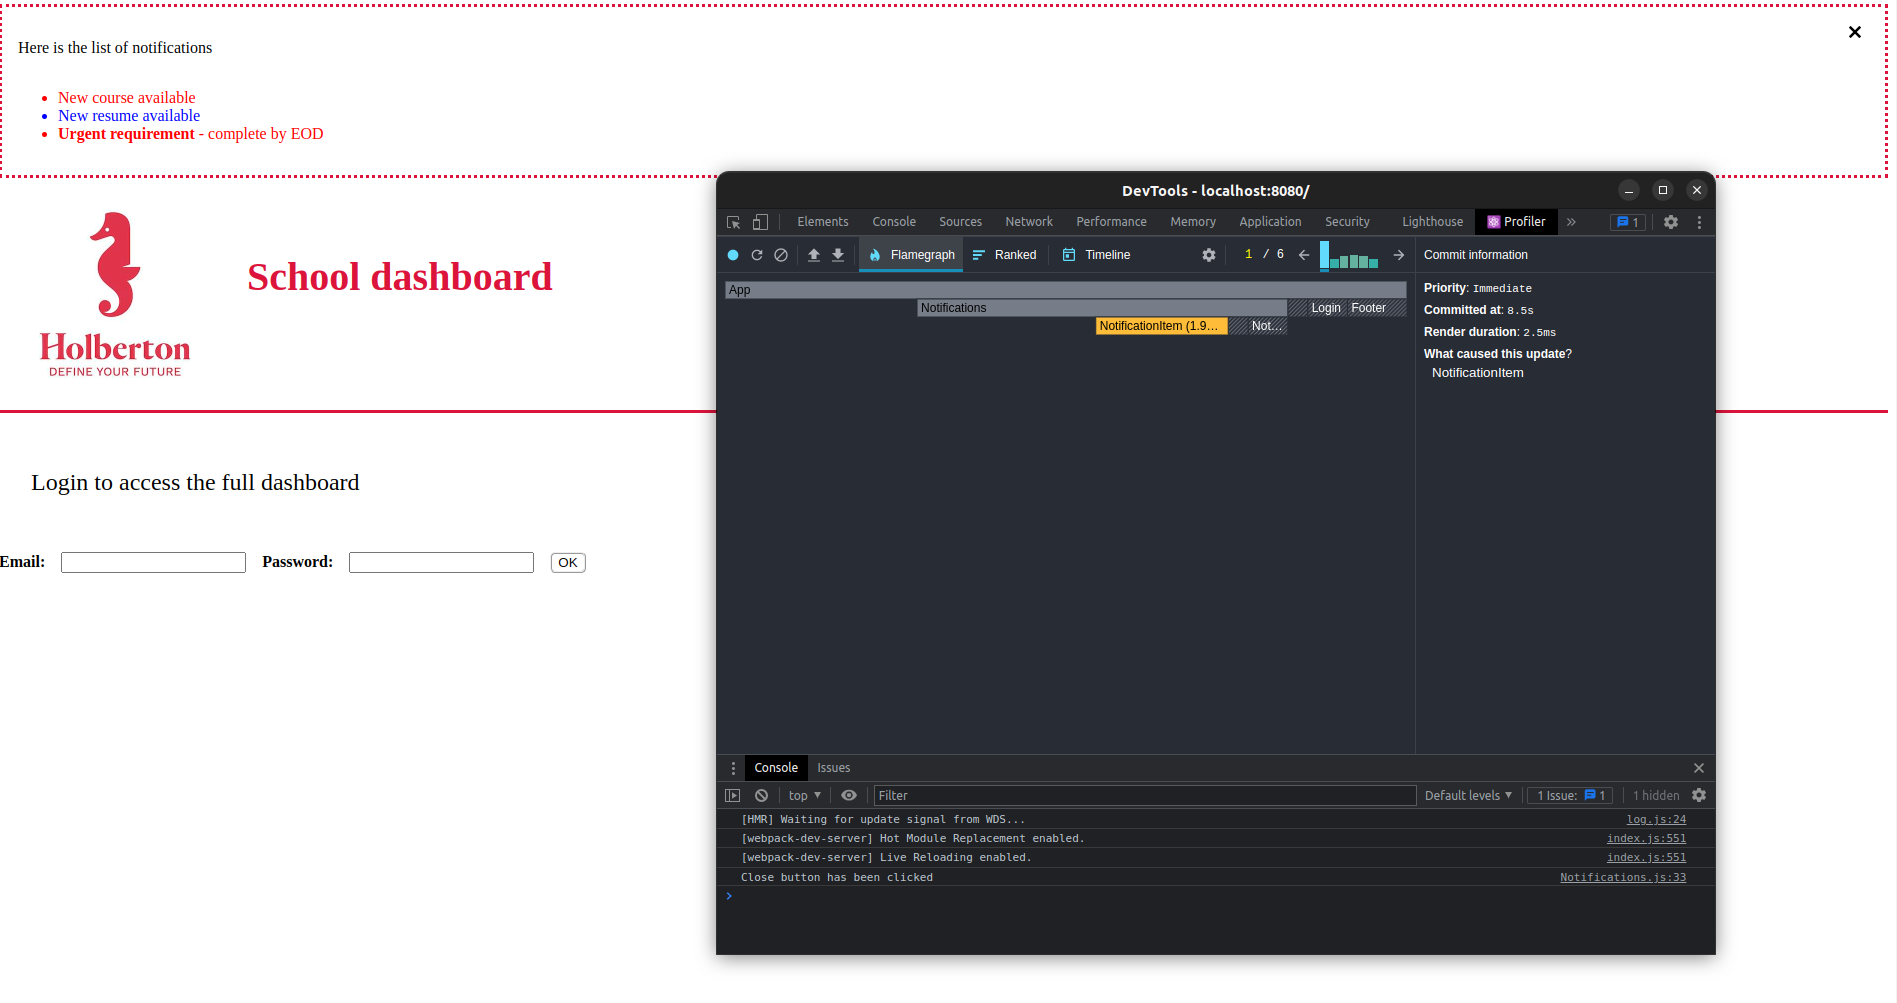 Here is the list of notifications
New course available
New resume available
Urgent requirement - complete by EOD
School dashboard
Holberton
DEFINE YOUR FUTURE
Login to access the full dashboard
Email: Password: OK
DevTools - localhost:8080/
Elements Console Sources Network Performance Memory Application Security Lighthouse Profiler » 1
Flamegraph Ranked Timeline 1 / 6 Commit information
App
Notifications Login Footer
NotificationItem (1.9… Not…
Priority: Immediate
Committed at: 8.5s
Render duration: 2.5ms
What caused this update?
NotificationItem
Console Issues
top Filter Default levels 1 Issue: 1 1 hidden
[HMR] Waiting for update signal from WDS... log.js:24
[webpack-dev-server] Hot Module Replacement enabled. index.js:551
[webpack-dev-server] Live Reloading enabled. index.js:551
Close button has been clicked Notifications.js:33